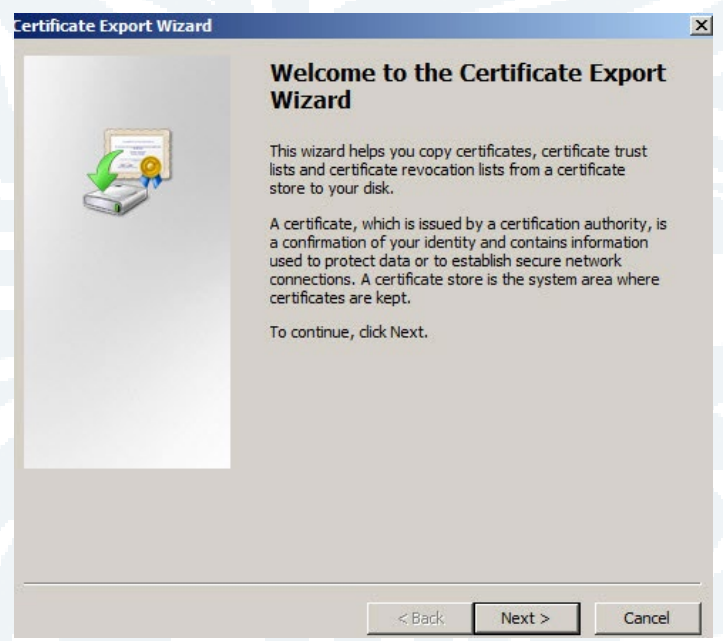 Certificate Export Wizard
Welcome to the Certificate Export
Wizard
This wizard helps you copy certificates, certificate trust
lists and certificate revocation lists from a certificate
store to your disk.
A certificate, which is issued by a certification authority, is
a confirmation of your identity and contains information
used to protect data or to establish secure network
connections. A certificate store is the system area where
certificates are kept.
To continue, click Next.
< Back Next > Cancel